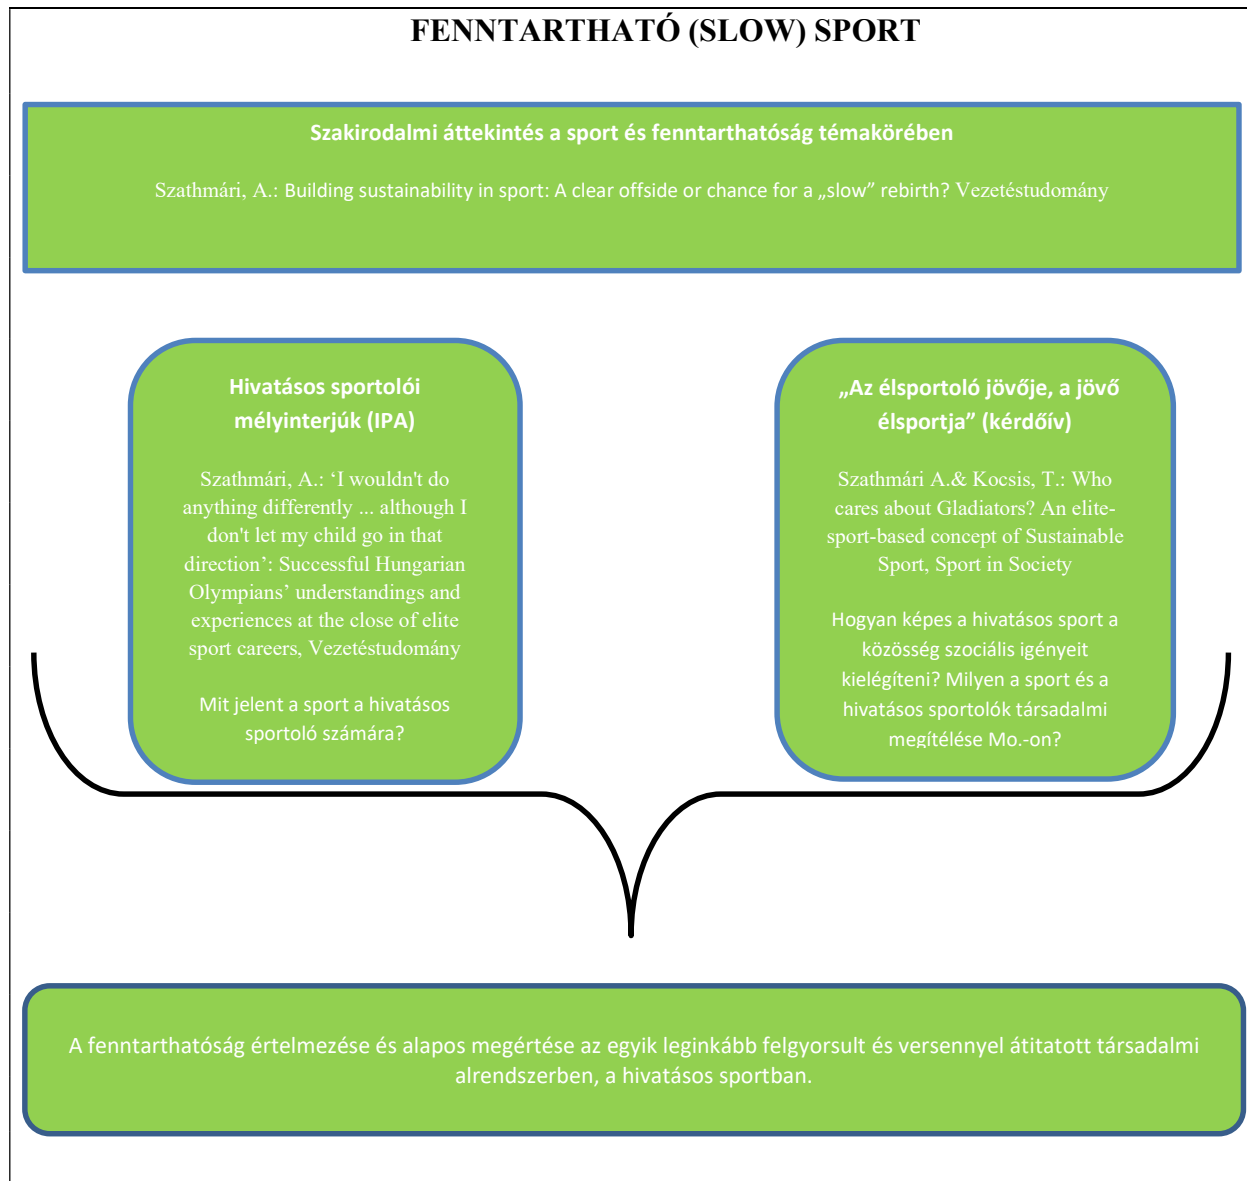 FENNTARTHATÓ (SLOW) SPORT
Szakirodalmi áttekintés a sport és fenntarthatóság témakörében
Szathmári, A.: Building sustainability in sport: A clear offside or chance for a „slow” rebirth? Vezetéstudomány
Hivatásos sportolói
mélyinterjúk (IPA)
Szathmári, A.: ‘I wouldn't do
anything differently ... although I
don't let my child go in that
direction’: Successful Hungarian
Olympians’ understandings and
experiences at the close of elite
sport careers, Vezetéstudomány
Mit jelent a sport a hivatásos
sportoló számára?
„Az élsportoló jövője, a jövő
élsportja” (kérdőív)
Szathmári A.& Kocsis, T.: Who
cares about Gladiators? An elite-
sport-based concept of Sustainable
Sport, Sport in Society
Hogyan képes a hivatásos sport a
közösség szociális igényeit
kielégíteni? Milyen a sport és a
hivatásos sportolók társadalmi
megítélése Mo.-on?
A fenntarthatóság értelmezése és alapos megértése az egyik leginkább felgyorsult és versennyel átitatott társadalmi
alrendszerben, a hivatásos sportban.